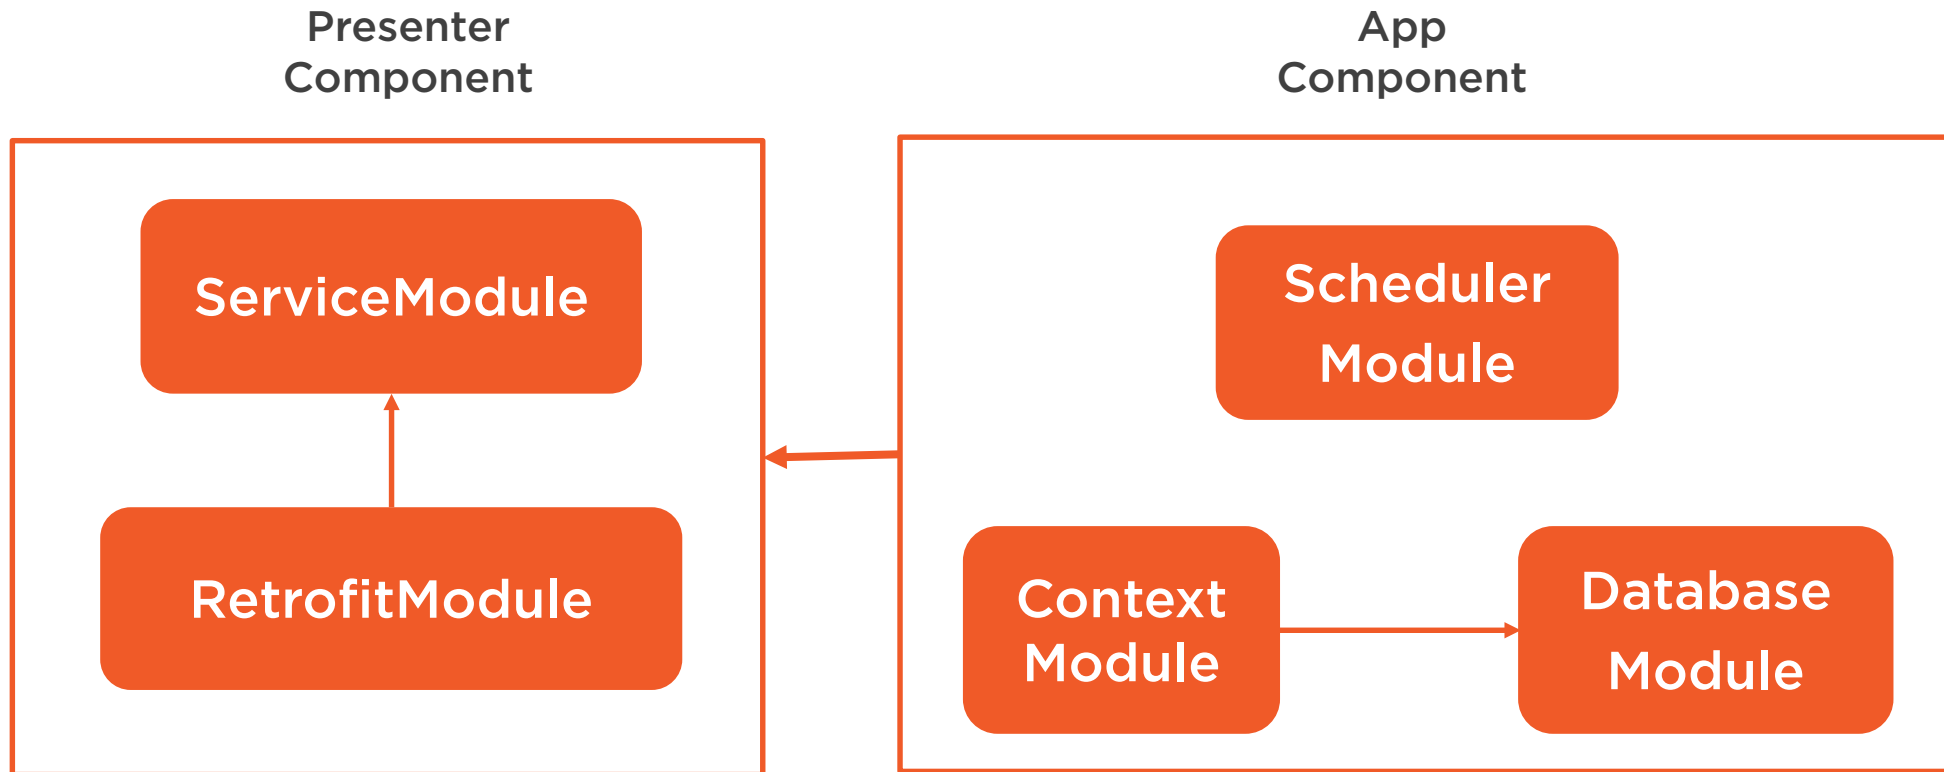 Presenter
Component
App
Component
ServiceModule
RetrofitModule
Scheduler
Module
Context
Module
Database
Module